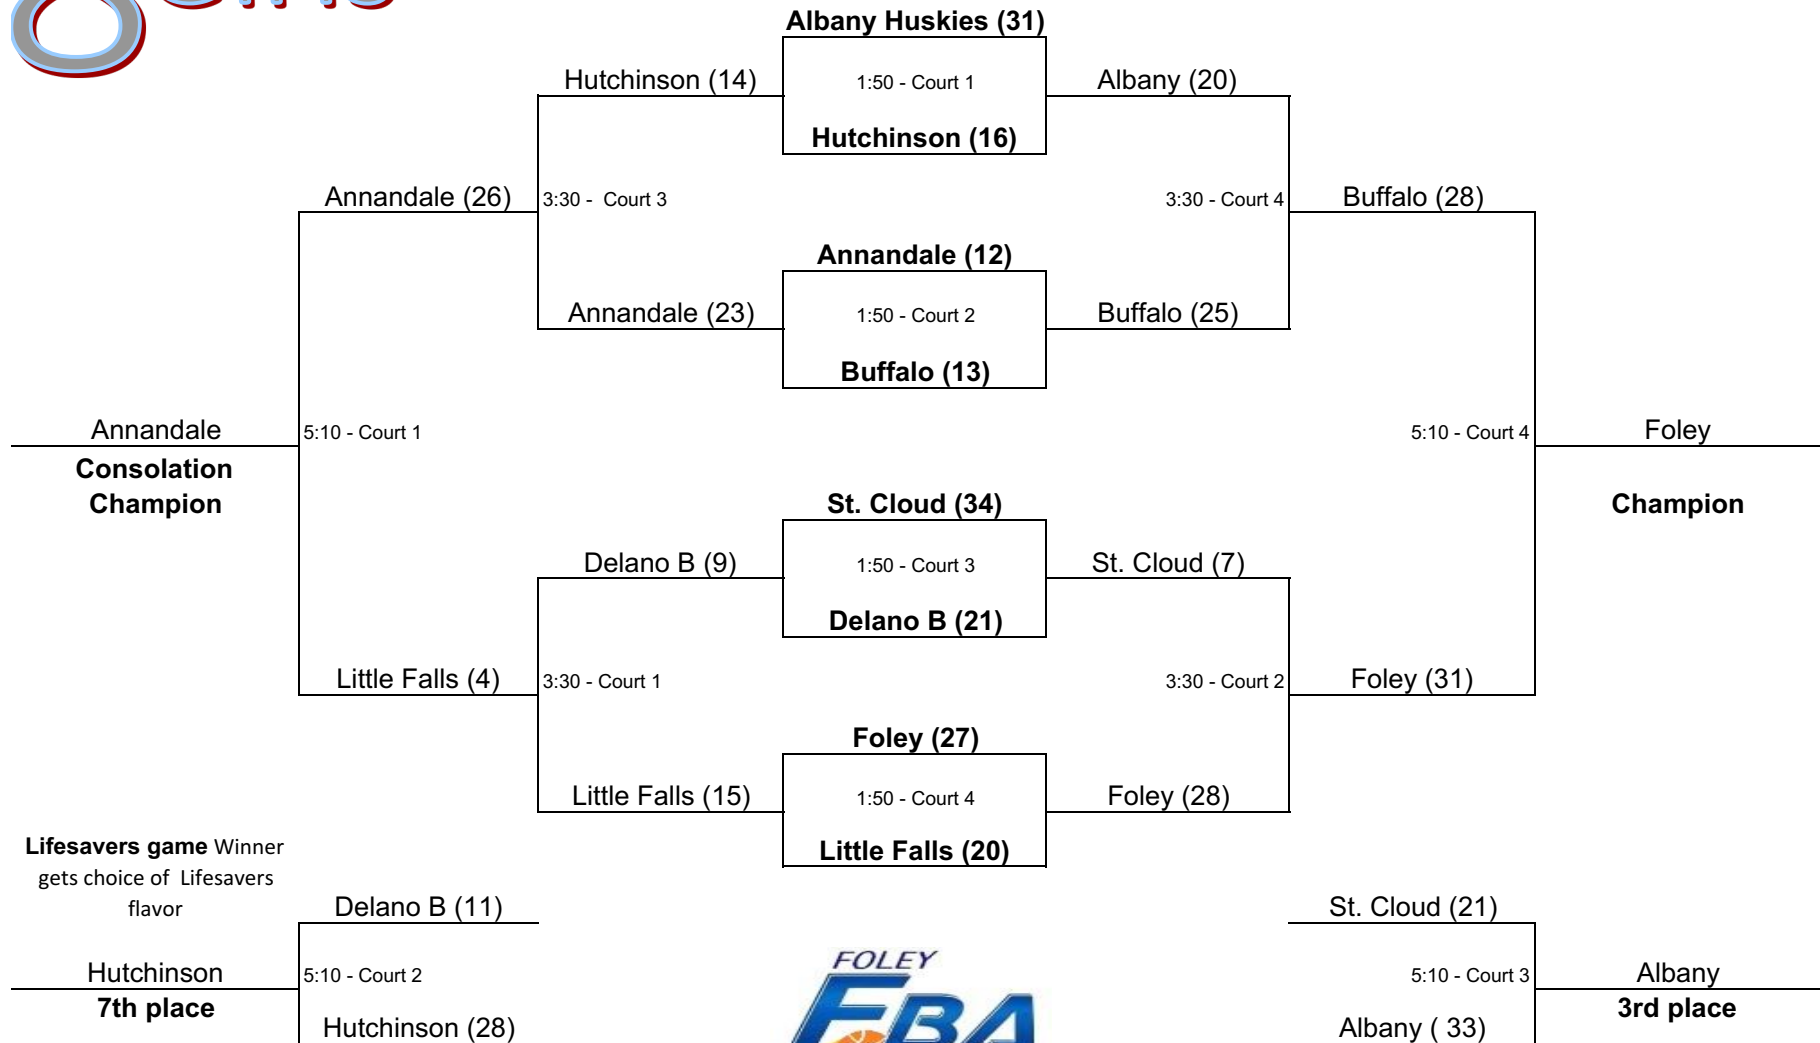 8 Girls
Albany Huskies (31)
Hutchinson (14)
1:50 - Court 1
Albany (20)
Hutchinson (16)
Annandale (26)
3:30 -  Court 3
3:30 - Court 4
Buffalo (28)
Annandale (12)
Annandale (23)
1:50 - Court 2
Buffalo (25)
Buffalo (13)
Annandale
5:10 - Court 1
5:10 - Court 4
Foley
Consolation
Champion
St. Cloud (34)
Champion
Delano B (9)
1:50 - Court 3
St. Cloud (7)
Delano B (21)
Little Falls (4)
3:30 - Court 1
3:30 - Court 2
Foley (31)
Foley (27)
Little Falls (15)
1:50 - Court 4
Foley (28)
Little Falls (20)
Lifesavers game Winner
gets choice of  Lifesavers
flavor
Delano B (11)
St. Cloud (21)
Hutchinson
5:10 - Court 2
FOLEY
FBA
5:10 - Court 3
Albany
7th place
3rd place
Hutchinson (28)
Albany ( 33)